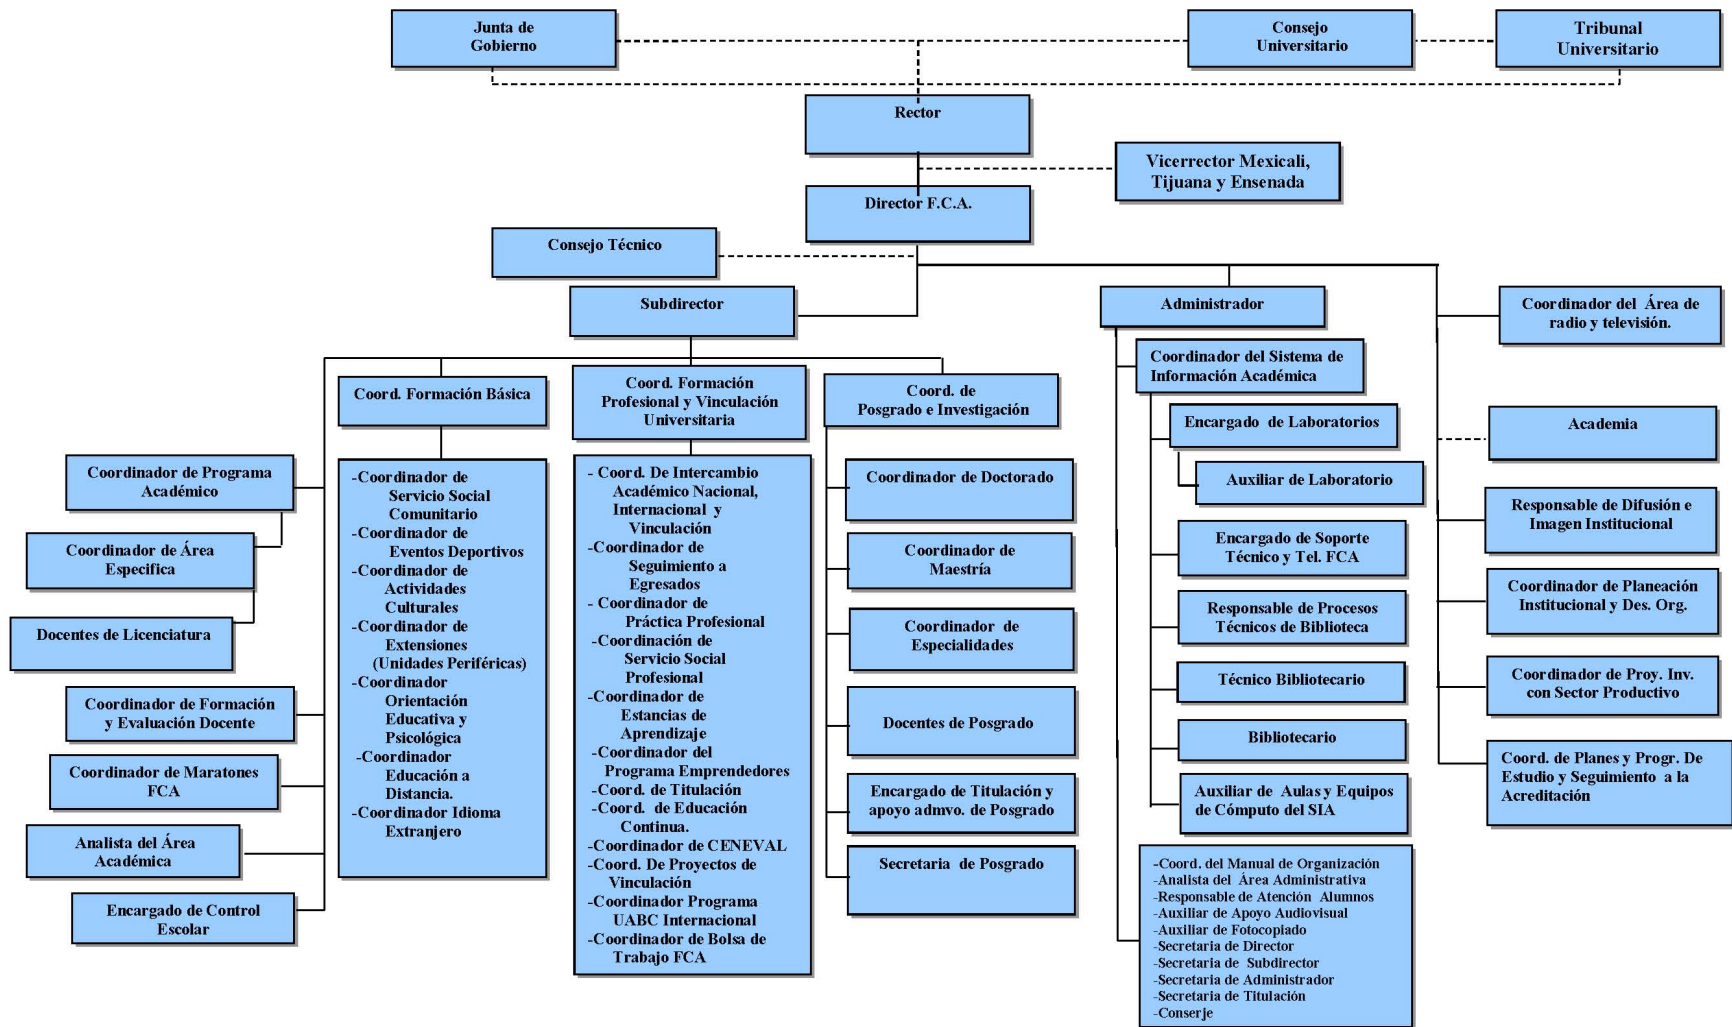 Junta de
Gobierno
Consejo
Universitario
Tribunal
Universitario
Rector
Vicerrector Mexicali,
Tijuana y Ensenada
Director F.C.A.
Consejo Técnico
Subdirector
Administrador
Coordinador del Área de
radio y televisión.
Coord. Formación Básica
Coord. Formación
Profesional y Vinculación
Universitaria
Coord. de
Posgrado e Investigación
Coordinador del Sistema de
Información Académica
Academia
Coordinador de Programa
Académico
Coordinador de Área
Especifica
Docentes de Licenciatura
Coordinador de Formación
y Evaluación Docente
Coordinador de Maratones
FCA
Analista del Área
Académica
Encargado de Control
Escolar
-Coordinador de
Servicio Social
Comunitario
-Coordinador de
Eventos Deportivos
-Coordinador de
Actividades
Culturales
-Coordinador de
Extensiones
(Unidades Periféricas)
-Coordinador
Orientación
Educativa y
Psicológica
-Coordinador
Educación a
Distancia.
-Coordinador Idioma
Extranjero
- Coord. De Intercambio
Académico Nacional,
Internacional y
Vinculación
-Coordinador de
Seguimiento a
Egresados
- Coordinador de
Práctica Profesional
-Coordinación de
Servicio Social
Profesional
-Coordinador de
Estancias de
Aprendizaje
-Coordinador del
Programa Emprendedores
-Coord. de Titulación
-Coord. de Educación
Continua.
-Coordinador de CENEVAL
-Coord. De Proyectos de
Vinculación
-Coordinador Programa
UABC Internacional
-Coordinador de Bolsa de
Trabajo FCA
Coordinador de Doctorado
Coordinador de
Maestría
Coordinador de
Especialidades
Docentes de Posgrado
Encargado de Titulación y
apoyo admvo. de Posgrado
Secretaria de Posgrado
Encargado de Laboratorios
Auxiliar de Laboratorio
Encargado de Soporte
Técnico y Tel. FCA
Responsable de Procesos
Técnicos de Biblioteca
Técnico Bibliotecario
Bibliotecario
Auxiliar de Aulas y Equipos
de Cómputo del SIA
-Coord. del Manual de Organización
-Analista del Área Administrativa
-Responsable de Atención Alumnos
-Auxiliar de Apoyo Audiovisual
-Auxiliar de Fotocopiado
-Secretaria de Director
-Secretaria de Subdirector
-Secretaria de Administrador
-Secretaria de Titulación
-Conserje
Responsable de Difusión e
Imagen Institucional
Coordinador de Planeación
Institucional y Des. Org.
Coordinador de Proy. Inv.
con Sector Productivo
Coord. de Planes y Progr. De
Estudio y Seguimiento a la
Acreditación